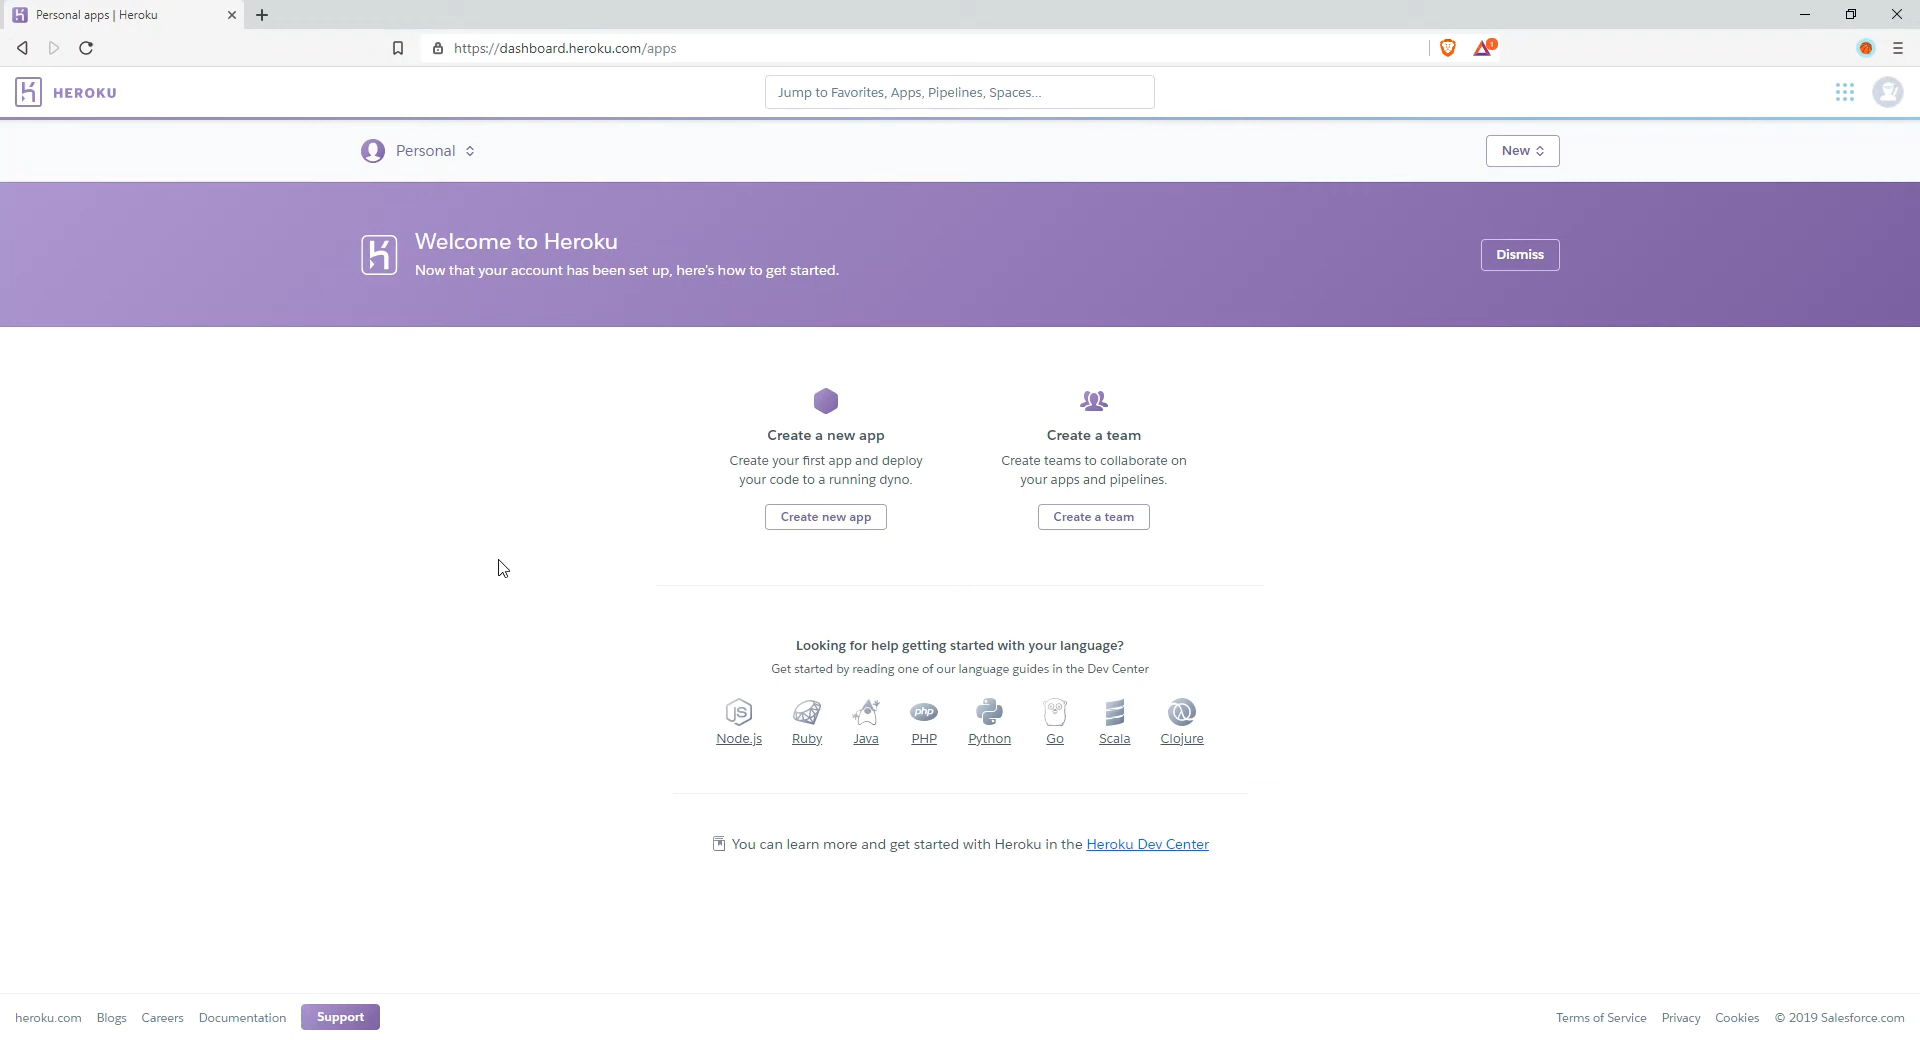 Personal apps | Heroku
https://dashboard.heroku.com/apps
1
HEROKU
Jump to Favorites, Apps, Pipelines, Spaces...
Personal
New
Welcome to Heroku
Now that your account has been set up, here's how to get started.
Dismiss
Create a new app
Create your first app and deploy
your code to a running dyno.
Create new app
Create a team
Create teams to collaborate on
your apps and pipelines.
Create a team
Looking for help getting started with your language?
Get started by reading one of our language guides in the Dev Center
JS
php
Node.js Ruby Java PHP Python Go Scala Clojure
You can learn more and get started with Heroku in the Heroku Dev Center
heroku.com Blogs Careers Documentation Support
Terms of Service Privacy Cookies © 2019 Salesforce.com